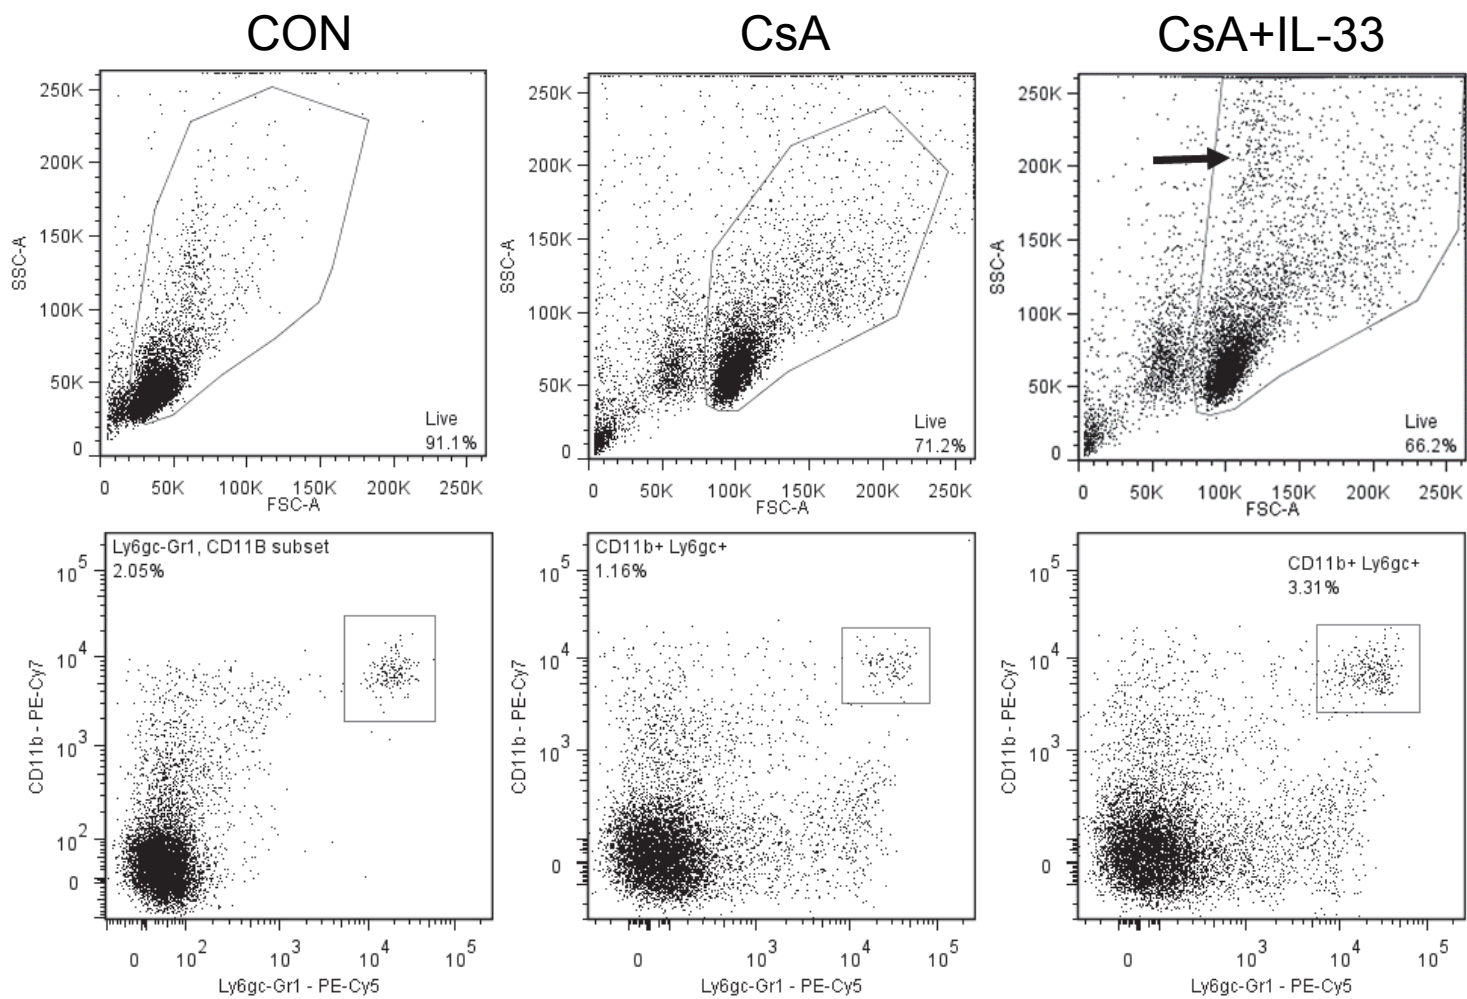 CON
CsA
CsA+IL-33
250K
200K
150K
100K
50K
0
SSC-A
Live
91.1%
0
50K
100K
150K
200K
250K
FSC-A
250K
200K
150K
100K
50K
0
SSC-A
Live
71.2%
0
50K
100K
150K
200K
250K
FSC-A
250K
200K
150K
100K
50K
0
SSC-A
Live
66.2%
0
50K
100K
150K
200K
250K
FSC-A
Ly6gc-Gr1, CD11B subset
2.05%
10^5
10^4
10^3
10^2
0
CD11b - PE-Cy7
0
10^2
10^3
10^4
10^5
Ly6gc-Gr1 - PE-Cy5
CD11b+ Ly6gc+
1.16%
10^5
10^4
10^3
0
CD11b - PE-Cy7
0
10^3
10^4
10^5
Ly6gc-Gr1 - PE-Cy5
CD11b+ Ly6gc+
3.31%
10^5
10^4
10^3
0
CD11b - PE-Cy7
0
10^3
10^4
10^5
Ly6gc-Gr1 - PE-Cy5